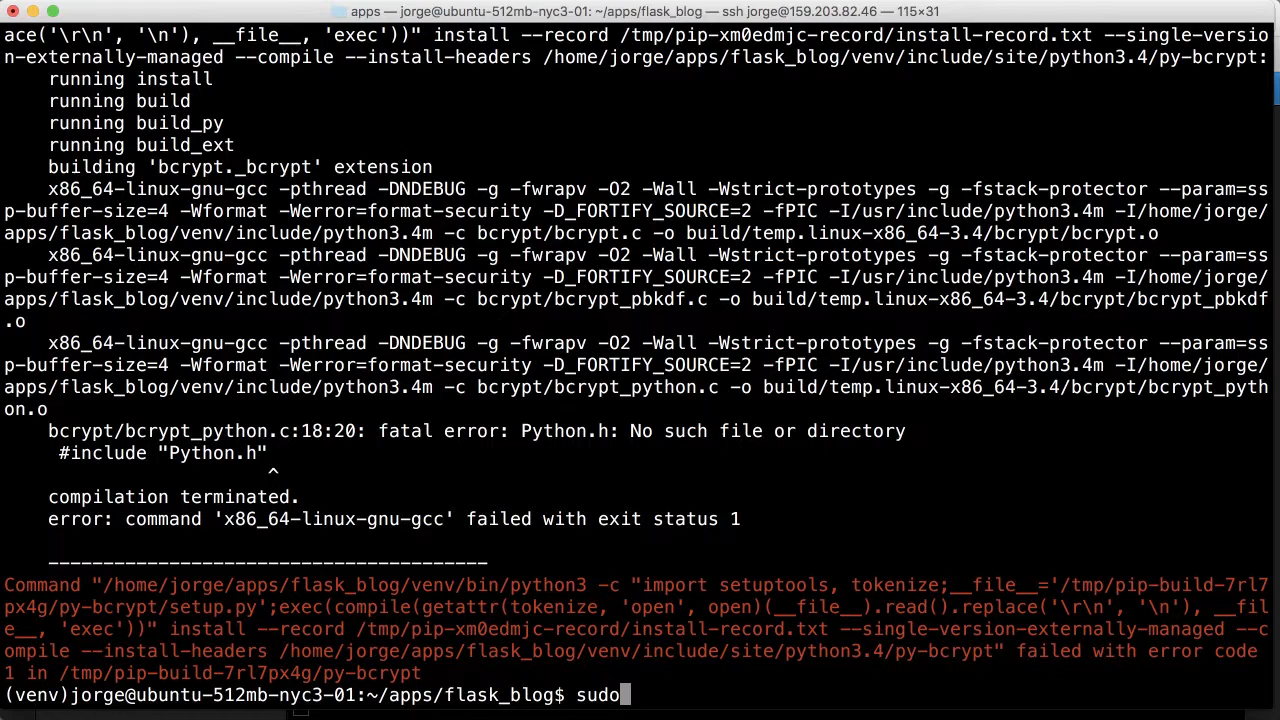 apps — jorge@ubuntu-512mb-nyc3-01: ~/apps/flask_blog — ssh jorge@159.203.82.46 — 115×31
ace('\r\n', '\n'), __file__, 'exec'))" install --record /tmp/pip-xm0edmjc-record/install-record.txt --single-versio
n-externally-managed --compile --install-headers /home/jorge/apps/flask_blog/venv/include/site/python3.4/py-bcrypt:
running install
running build
running build_py
running build_ext
building 'bcrypt._bcrypt' extension
x86_64-linux-gnu-gcc -pthread -DNDEBUG -g -fwrapv -O2 -Wall -Wstrict-prototypes -g -fstack-protector --param=ss
p-buffer-size=4 -Wformat -Werror=format-security -D_FORTIFY_SOURCE=2 -fPIC -I/usr/include/python3.4m -I/home/jorge/
apps/flask_blog/venv/include/python3.4m -c bcrypt/bcrypt.c -o build/temp.linux-x86_64-3.4/bcrypt/bcrypt.o
x86_64-linux-gnu-gcc -pthread -DNDEBUG -g -fwrapv -O2 -Wall -Wstrict-prototypes -g -fstack-protector --param=ss
p-buffer-size=4 -Wformat -Werror=format-security -D_FORTIFY_SOURCE=2 -fPIC -I/usr/include/python3.4m -I/home/jorge/
apps/flask_blog/venv/include/python3.4m -c bcrypt/bcrypt_pbkdf.c -o build/temp.linux-x86_64-3.4/bcrypt/bcrypt_pbkdf
.o
x86_64-linux-gnu-gcc -pthread -DNDEBUG -g -fwrapv -O2 -Wall -Wstrict-prototypes -g -fstack-protector --param=ss
p-buffer-size=4 -Wformat -Werror=format-security -D_FORTIFY_SOURCE=2 -fPIC -I/usr/include/python3.4m -I/home/jorge/
apps/flask_blog/venv/include/python3.4m -c bcrypt/bcrypt_python.c -o build/temp.linux-x86_64-3.4/bcrypt/bcrypt_pyth
on.o
bcrypt/bcrypt_python.c:18:20: fatal error: Python.h: No such file or directory
#include "Python.h"
^
compilation terminated.
error: command 'x86_64-linux-gnu-gcc' failed with exit status 1
----------------------------------------
Command "/home/jorge/apps/flask_blog/venv/bin/python3 -c "import setuptools, tokenize;__file__='/tmp/pip-build-7rl7
px4g/py-bcrypt/setup.py';exec(compile(getattr(tokenize, 'open', open)(__file__).read().replace('\r\n', '\n'), __fil
e__, 'exec'))" install --record /tmp/pip-xm0edmjc-record/install-record.txt --single-version-externally-managed --c
ompile --install-headers /home/jorge/apps/flask_blog/venv/include/site/python3.4/py-bcrypt" failed with error code
1 in /tmp/pip-build-7rl7px4g/py-bcrypt
(venv)jorge@ubuntu-512mb-nyc3-01:~/apps/flask_blog$ sudo